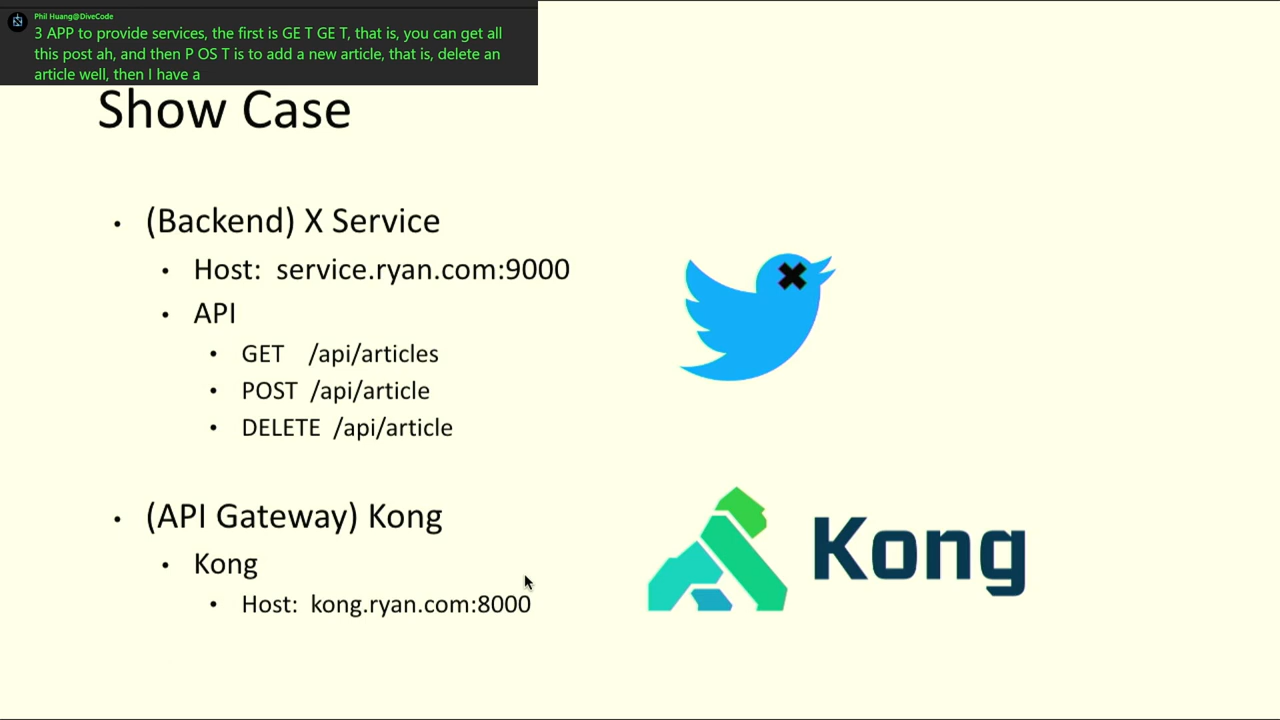 Phil Huang@DiveCode
3 APP to provide services, the first is GE T GE T, that is, you can get all
this post ah, and then P OS T is to add a new article, that is, delete an
article well, then I have a
Show Case
• (Backend) X Service
• Host: service.ryan.com:9000
• API
• GET /api/articles
• POST /api/article
• DELETE /api/article
• (API Gateway) Kong
• Kong
• Host: kong.ryan.com:8000
Kong